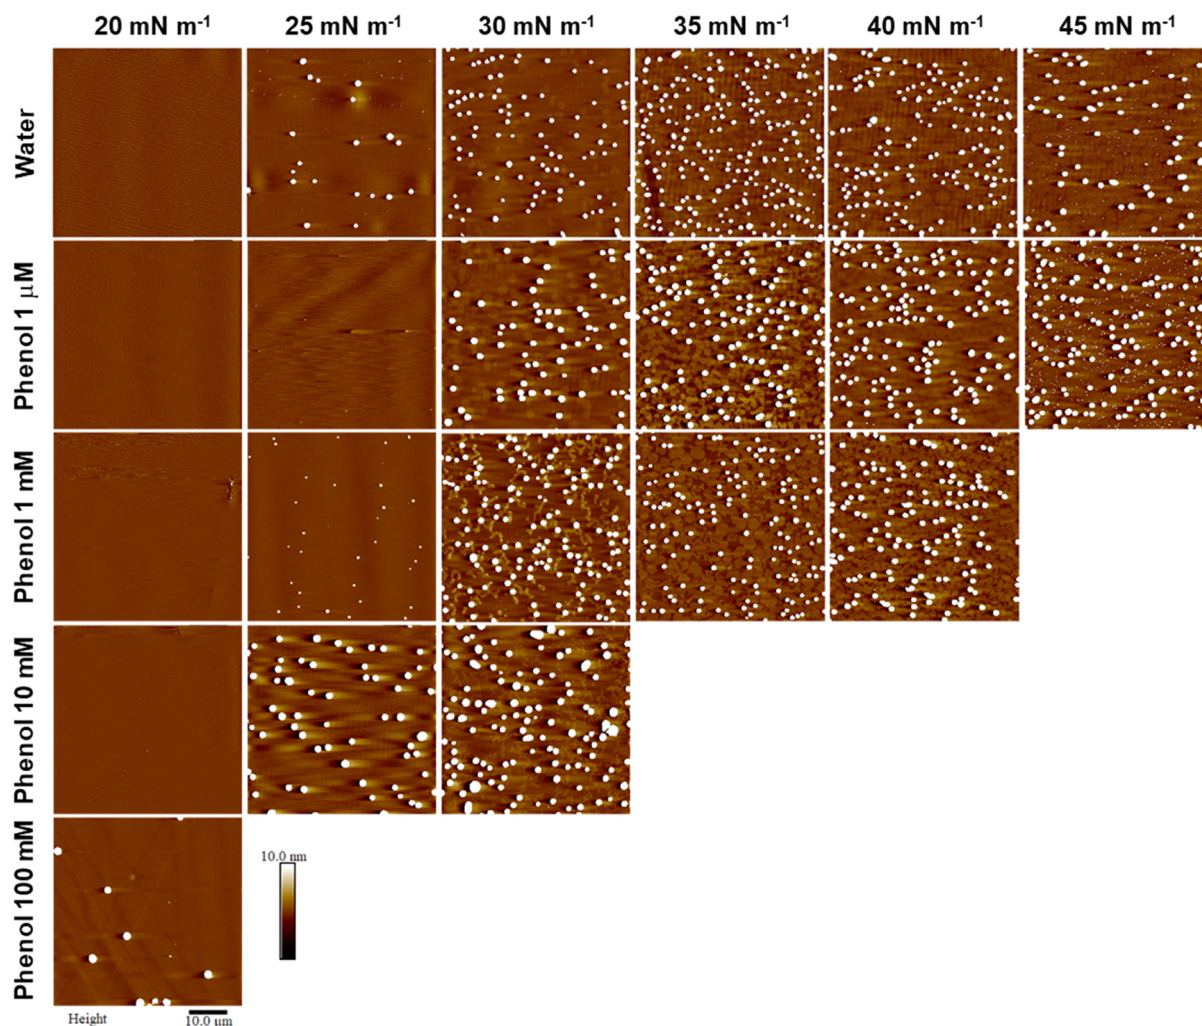 20 mN m⁻¹ 25 mN m⁻¹ 30 mN m⁻¹ 35 mN m⁻¹ 40 mN m⁻¹ 45 mN m⁻¹
Water
Phenol 1 μM
Phenol 1 mM
Phenol 10 mM
Phenol 100 mM
10.0 nm
Height 10.0 μm